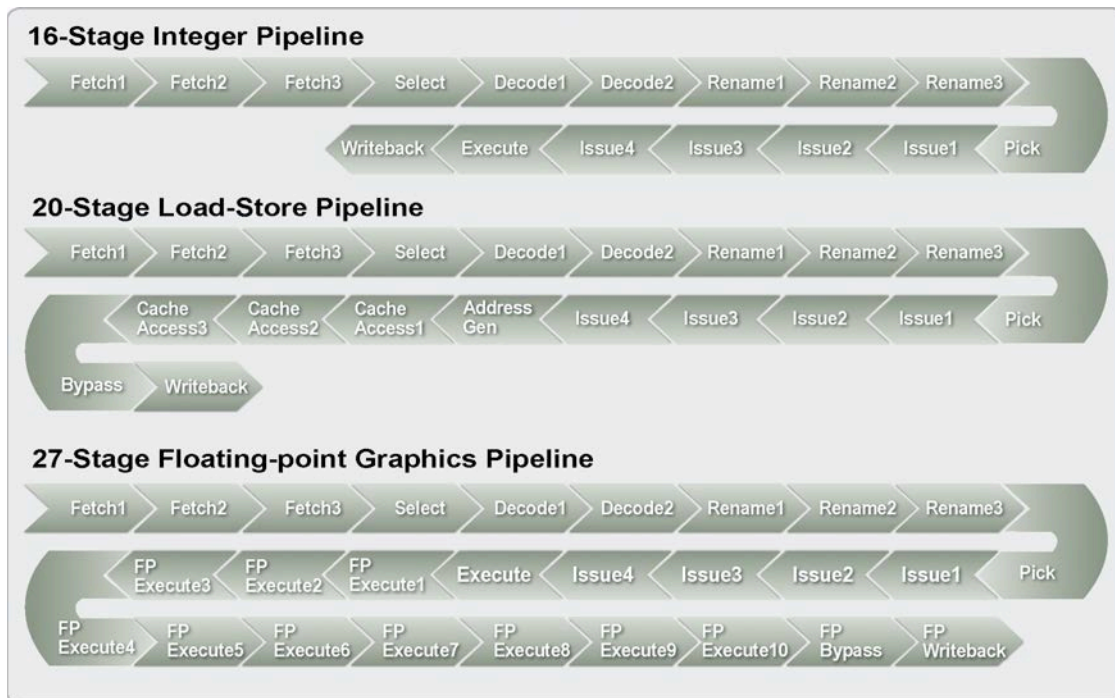 16-Stage Integer Pipeline
Fetch1 Fetch2 Fetch3 Select Decode1 Decode2 Rename1 Rename2 Rename3
Writeback Execute Issue4 Issue3 Issue2 Issue1 Pick
20-Stage Load-Store Pipeline
Fetch1 Fetch2 Fetch3 Select Decode1 Decode2 Rename1 Rename2 Rename3
Cache Access3 Cache Access2 Cache Access1 Address Gen Issue4 Issue3 Issue2 Issue1 Pick
Bypass Writeback
27-Stage Floating-point Graphics Pipeline
Fetch1 Fetch2 Fetch3 Select Decode1 Decode2 Rename1 Rename2 Rename3
FP Execute3 FP Execute2 FP Execute1 Execute Issue4 Issue3 Issue2 Issue1 Pick
FP Execute4 FP Execute5 FP Execute6 FP Execute7 FP Execute8 FP Execute9 FP Execute10 FP Bypass FP Writeback